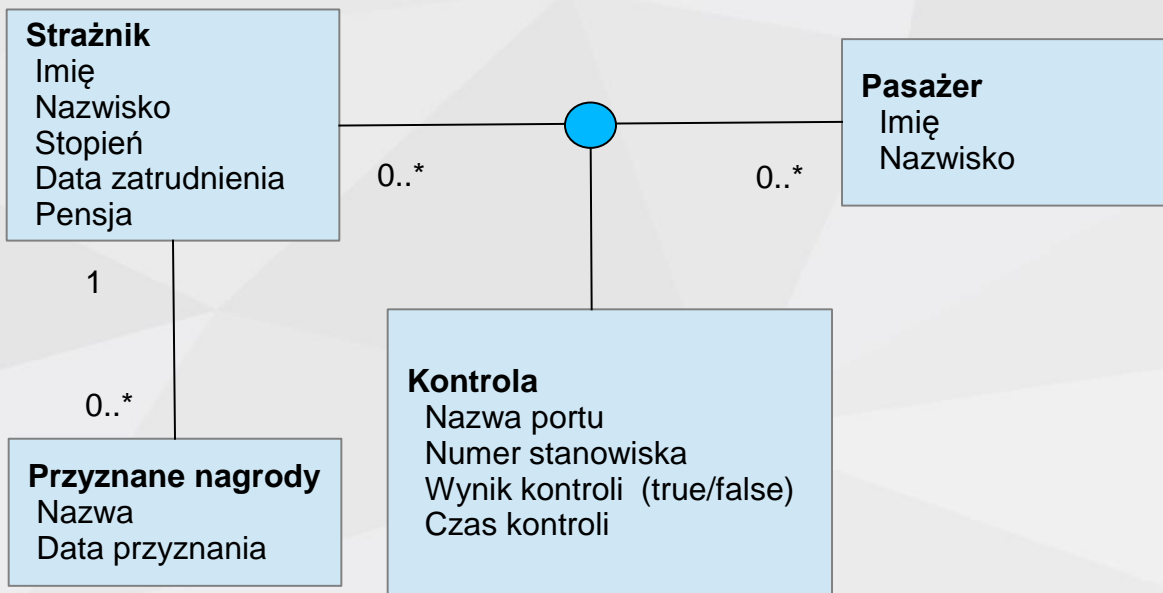 Strażnik
Imię
Nazwisko
Stopień
Data zatrudnienia
Pensja
0..*
0..*
Pasażer
Imię
Nazwisko
1
0..*
Przyznane nagrody
Nazwa
Data przyznania
Kontrola
Nazwa portu
Numer stanowiska
Wynik kontroli (true/false)
Czas kontroli